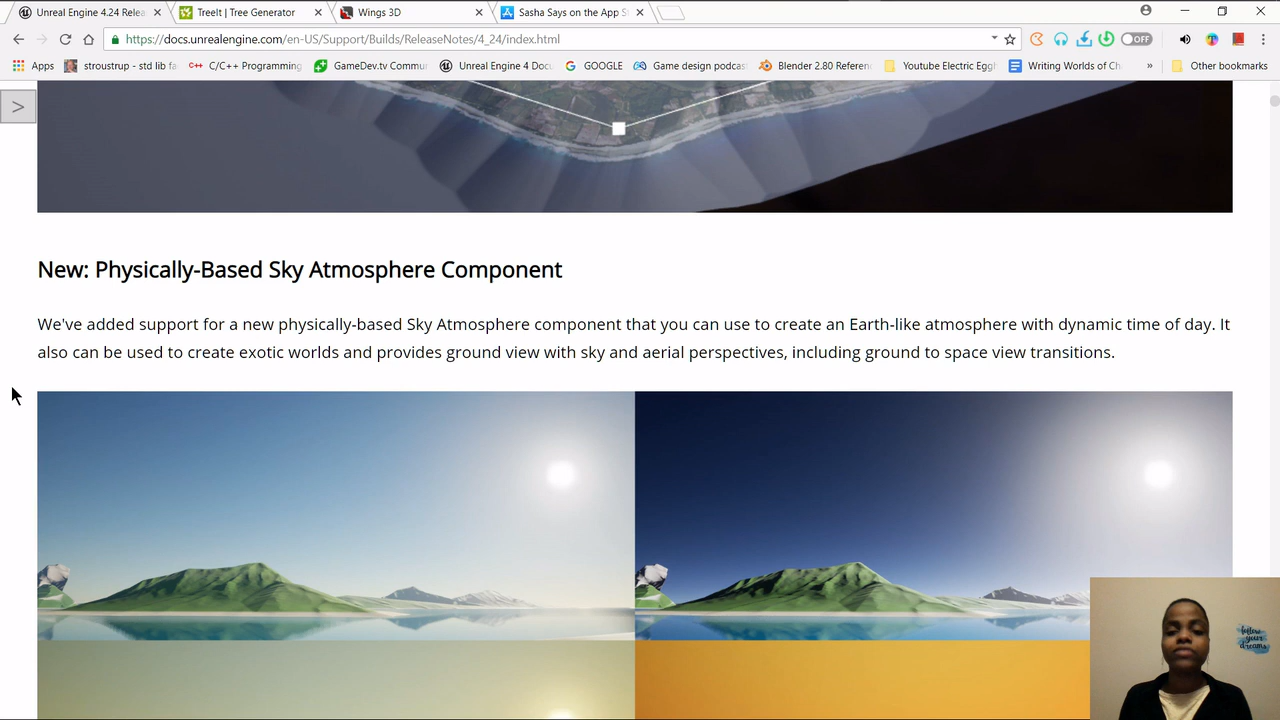 Unreal Engine 4.24 Relea
TreeIt | Tree Generator
Wings 3D
Sasha Says on the App S
https://docs.unrealengine.com/en-US/Support/Builds/ReleaseNotes/4_24/index.html
OFF
Apps
stroustrup - std lib fa
C/C++ Programming
GameDev.tv Commu
Unreal Engine 4 Docu
GOOGLE
Game design podcas
Blender 2.80 Referen
Youtube Electric Eggl
Writing Worlds of Ch
»
Other bookmarks
>
New: Physically-Based Sky Atmosphere Component
We've added support for a new physically-based Sky Atmosphere component that you can use to create an Earth-like atmosphere with dynamic time of day. It
also can be used to create exotic worlds and provides ground view with sky and aerial perspectives, including ground to space view transitions.
follow
your
dreams